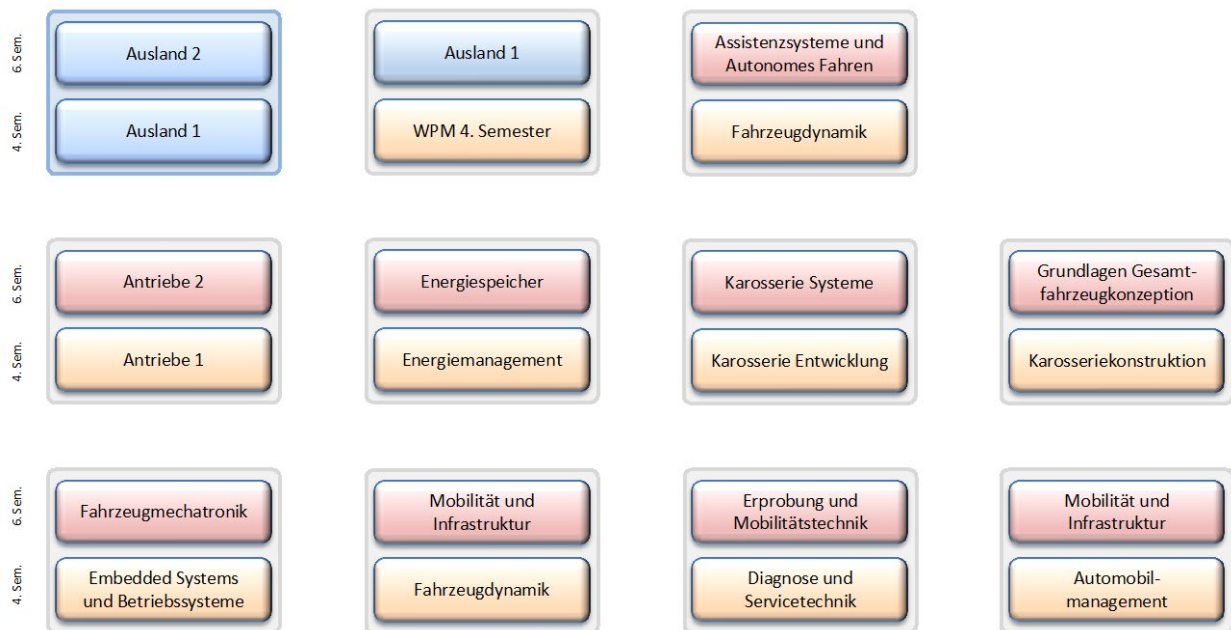 6. Sem.
Ausland 2
Ausland 1
Assistenzsysteme und
Autonomes Fahren
4. Sem.
Ausland 1
WPM 4. Semester
Fahrzeugdynamik
6. Sem.
Antriebe 2
Energiespeicher
Karosserie Systeme
Grundlagen Gesamt-
fahrzeugkonzeption
4. Sem.
Antriebe 1
Energiemanagement
Karosserie Entwicklung
Karosseriekonstruktion
6. Sem.
Fahrzeugmechatronik
Mobilität und
Infrastruktur
Erprobung und
Mobilitätstechnik
Mobilität und
Infrastruktur
4. Sem.
Embedded Systems
und Betriebssysteme
Fahrzeugdynamik
Diagnose und
Servicetechnik
Automobil-
management